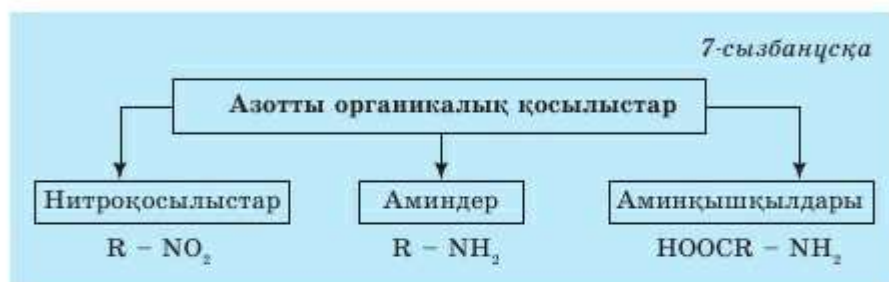 7-сызбанұсқа
Азотты органикалық қосылыстар
Нитроқосылыстар Аминдер Аминқышқылдары
R – NO₂ R – NH₂ HOOCR – NH₂